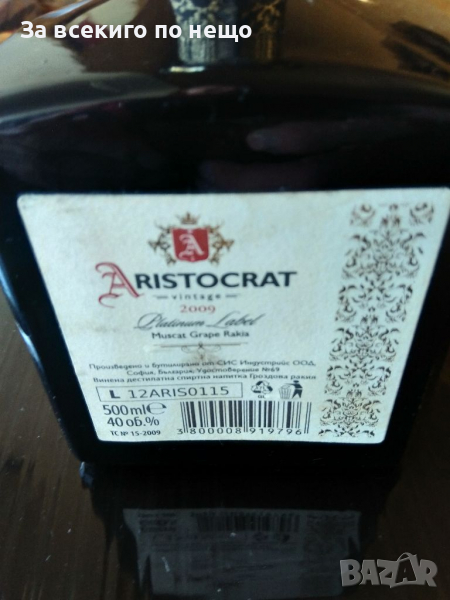 За всекиго по нещо
A
ARISTOCRAT
vintage
2009
Platinum Label
Muscat Grape Rakia
Произведено и бутилирано от СИС Индустрийс ООД,
София, България. Удостоверение №69
Винена дестилатна спиртна напитка Гроздова ракия
L 12ARIS0115
500ml e
40 об.%
ТС № 15-2009
3 800008 919796
BAZAR